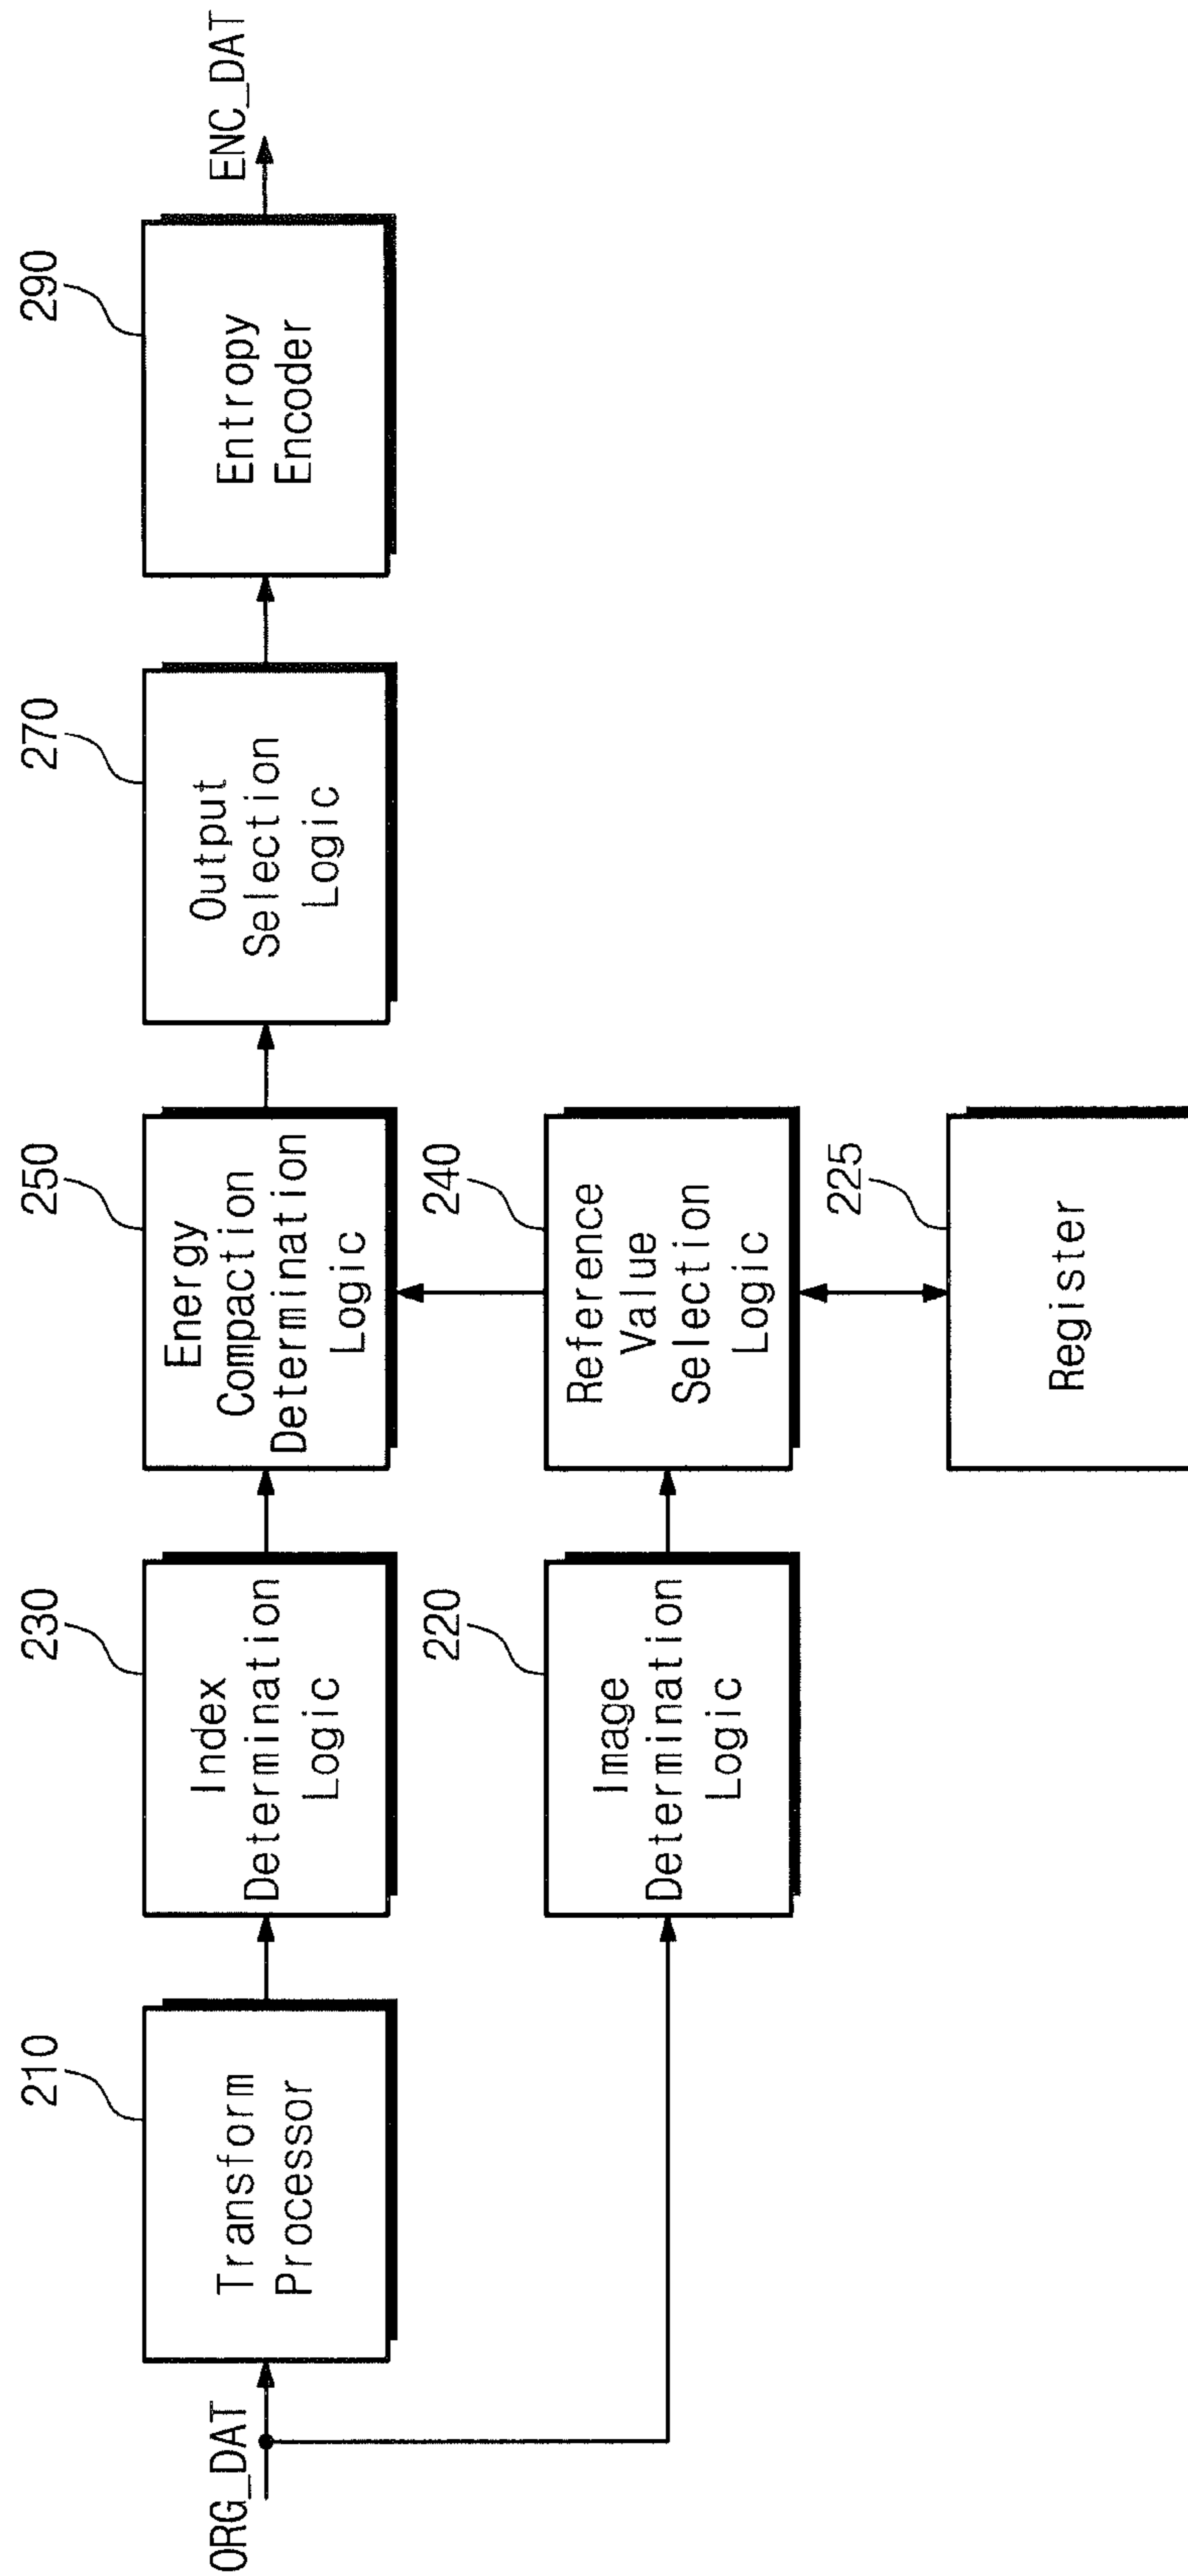 ORG_DAT
210
Transform
Processor
230
Index
Determination
Logic
250
Energy
Compaction
Determination
Logic
270
Output
Selection
Logic
290
Entropy
Encoder
ENC_DAT
220
Image
Determination
Logic
240
Reference
Value
Selection
Logic
225
Register